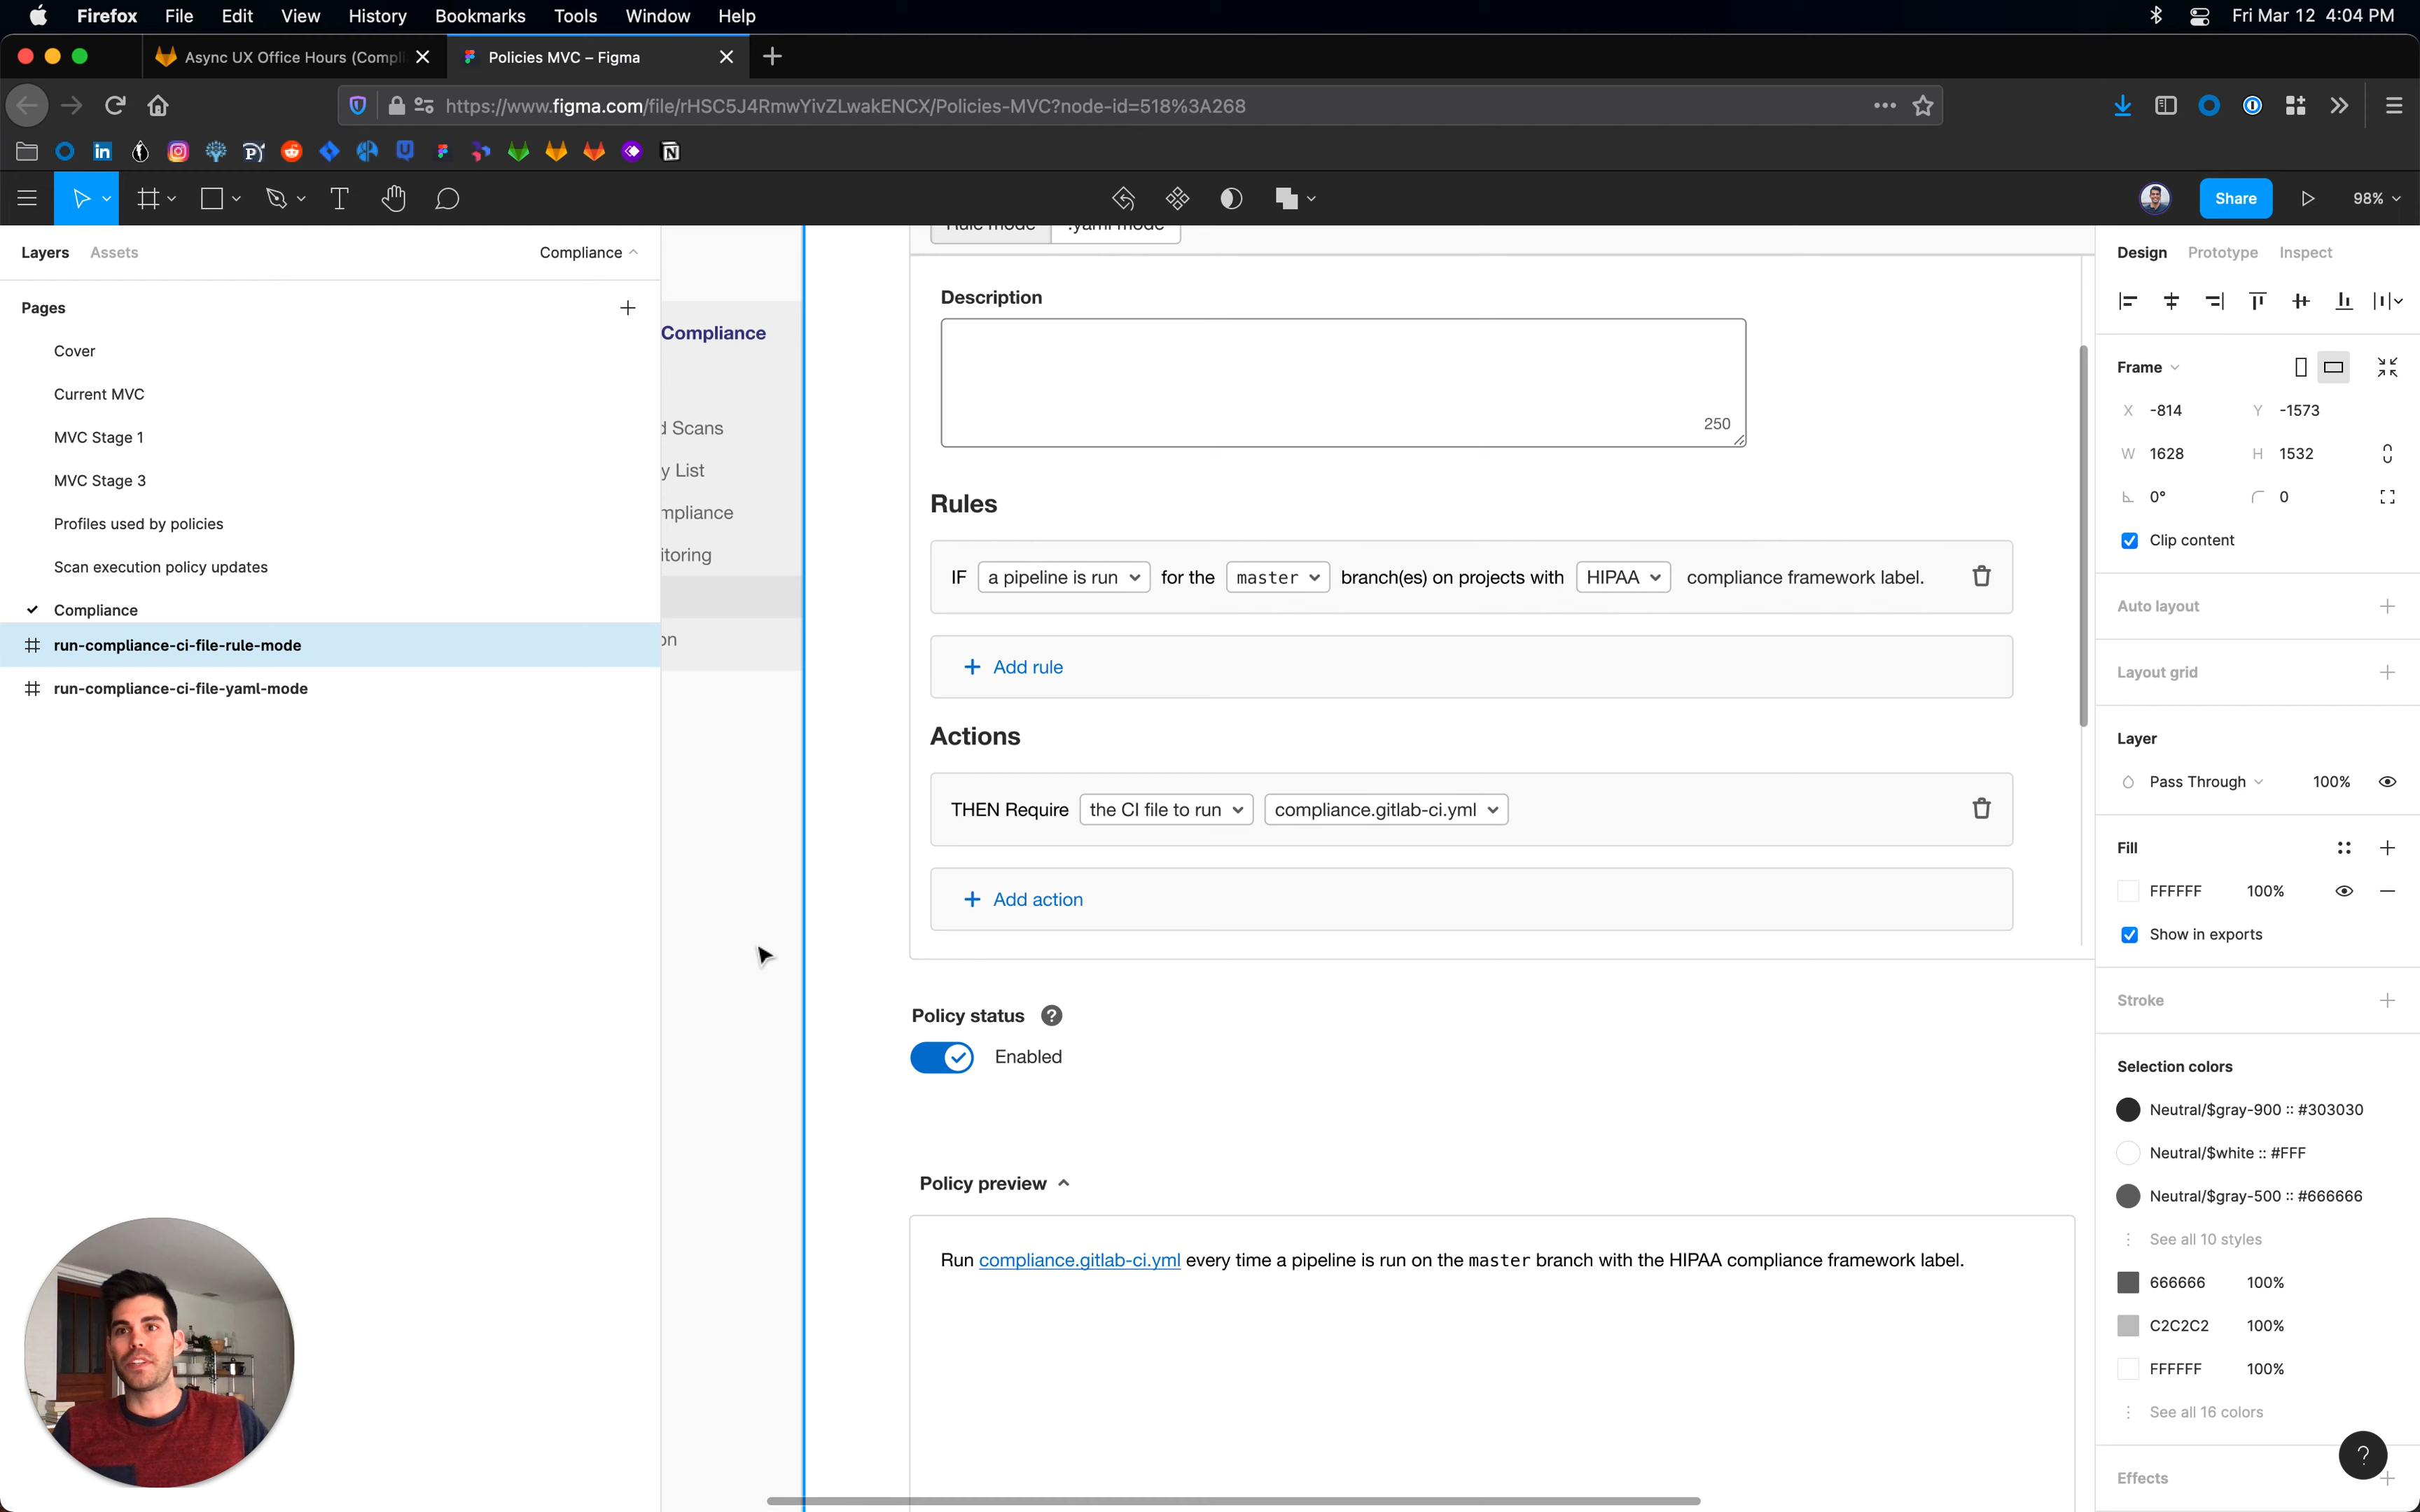 Firefox File Edit View History Bookmarks Tools Window Help Fri Mar 12 4:04 PM
Async UX Office Hours (Compli Policies MVC – Figma
https://www.figma.com/file/rHSC5J4RmwYivZLwakENCX/Policies-MVC?node-id=518%3A268
Share 98%
Layers Assets Compliance
Pages
Cover
Current MVC
MVC Stage 1
MVC Stage 3
Profiles used by policies
Scan execution policy updates
Compliance
run-compliance-ci-file-rule-mode
run-compliance-ci-file-yaml-mode
Compliance
d Scans
y List
mpliance
itoring
on
Rule mode .yaml mode
Description
250
Rules
IF a pipeline is run for the master branch(es) on projects with HIPAA compliance framework label.
+ Add rule
Actions
THEN Require the CI file to run compliance.gitlab-ci.yml
+ Add action
Policy status ?
Enabled
Policy preview
Run compliance.gitlab-ci.yml every time a pipeline is run on the master branch with the HIPAA compliance framework label.
Design Prototype Inspect
Frame
X -814 Y -1573
W 1628 H 1532
0° 0
Clip content
Auto layout
Layout grid
Layer
Pass Through 100%
Fill
FFFFFF 100%
Show in exports
Stroke
Selection colors
Neutral/$gray-900 :: #303030
Neutral/$white :: #FFF
Neutral/$gray-500 :: #666666
See all 10 styles
666666 100%
C2C2C2 100%
FFFFFF 100%
See all 16 colors
Effects
?